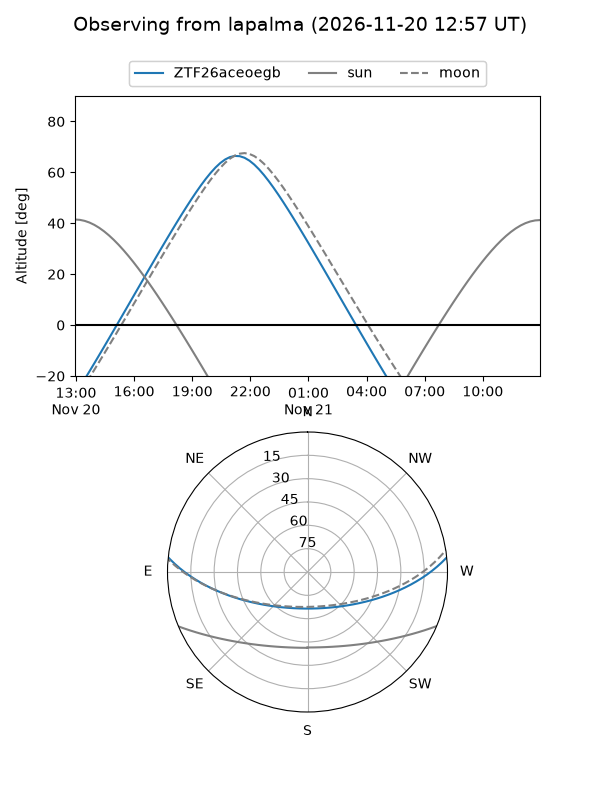 Observing from lapalma (2026-11-20 12:57 UT)
ZTF26aceoegb sun moon
80
60
40
20
0
−20
Altitude [deg]
13:00 16:00 19:00 22:00 01:00 04:00 07:00 10:00
Nov 20 Nov 21
N
NE NW
15
30
45
60
75
E W
SE SW
S